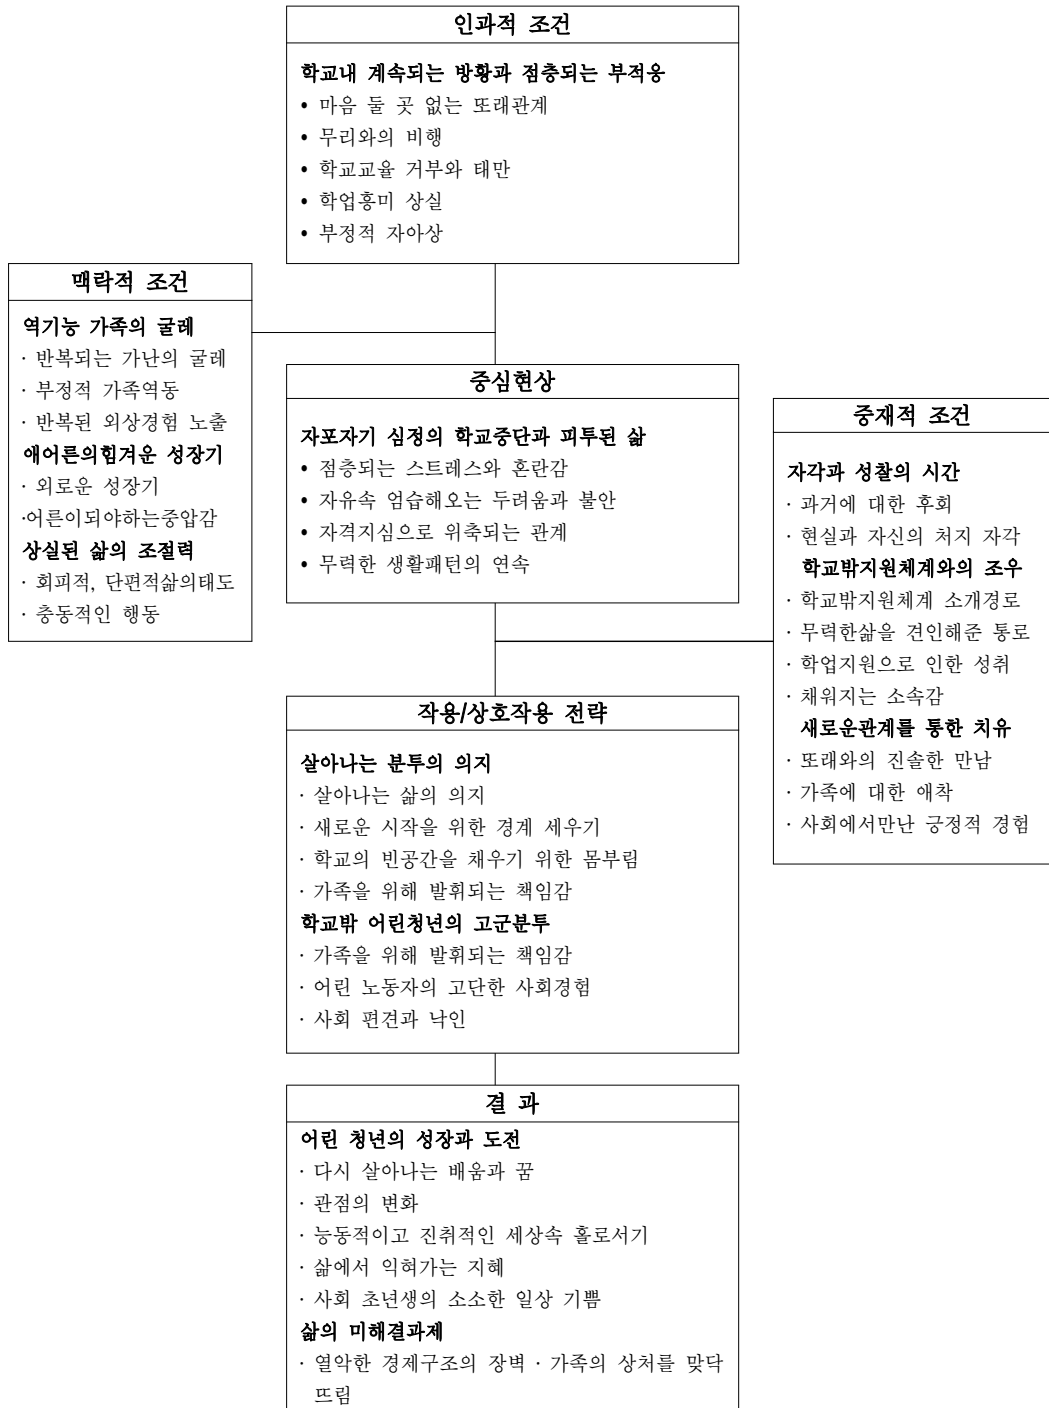 인과적 조건
학교내 계속되는 방황과 점층되는 부적응
• 마음 둘 곳 없는 또래관계
• 무리와의 비행
• 학교교율 거부와 태만
• 학업흥미 상실
• 부정적 자아상
맥락적 조건
역기능 가족의 굴레
· 반복되는 가난의 굴레
· 부정적 가족역동
· 반복된 외상경험 노출
애어른의힘겨운 성장기
· 외로운 성장기
·어른이되야하는중압감
상실된 삶의 조절력
· 회피적, 단편적삶의태도
· 충동적인 행동
중심현상
자포자기 심정의 학교중단과 피투된 삶
• 점층되는 스트레스와 혼란감
• 자유속 엄습해오는 두려움과 불안
• 자격지심으로 위축되는 관계
• 무력한 생활패턴의 연속
중재적 조건
자각과 성찰의 시간
· 과거에 대한 후회
· 현실과 자신의 처지 자각
학교밖지원체계와의 조우
· 학교밖지원체계 소개경로
· 무력한삶을 견인해준 통로
· 학업지원으로 인한 성취
· 채워지는 소속감
새로운관계를 통한 치유
· 또래와의 진솔한 만남
· 가족에 대한 애착
· 사회에서만난 긍정적 경험
작용/상호작용 전략
살아나는 분투의 의지
· 살아나는 삶의 의지
· 새로운 시작을 위한 경계 세우기
· 학교의 빈공간을 채우기 위한 몸부림
· 가족을 위해 발휘되는 책임감
학교밖 어린청년의 고군분투
· 가족을 위해 발휘되는 책임감
· 어린 노동자의 고단한 사회경험
· 사회 편견과 낙인
결 과
어린 청년의 성장과 도전
· 다시 살아나는 배움과 꿈
· 관점의 변화
· 능동적이고 진취적인 세상속 홀로서기
· 삶에서 익혀가는 지혜
· 사회 초년생의 소소한 일상 기쁨
삶의 미해결과제
· 열악한 경제구조의 장벽 · 가족의 상처를 맞닥
뜨림